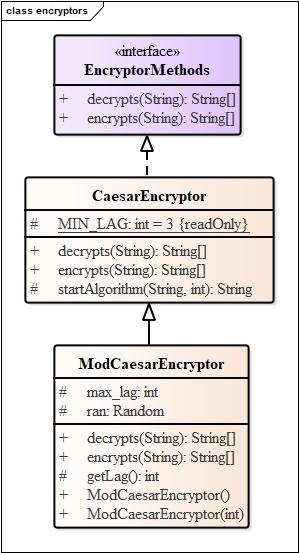 class encryptors
«interface»
EncryptorMethods
+ decrypts(String): String[]
+ encrypts(String): String[]
CaesarEncryptor
# MIN_LAG: int = 3 {readOnly}
+ decrypts(String): String[]
+ encrypts(String): String[]
# startAlgorithm(String, int): String
ModCaesarEncryptor
# max_lag: int
# ran: Random
+ decrypts(String): String[]
+ encrypts(String): String[]
# getLag(): int
+ ModCaesarEncryptor()
+ ModCaesarEncryptor(int)